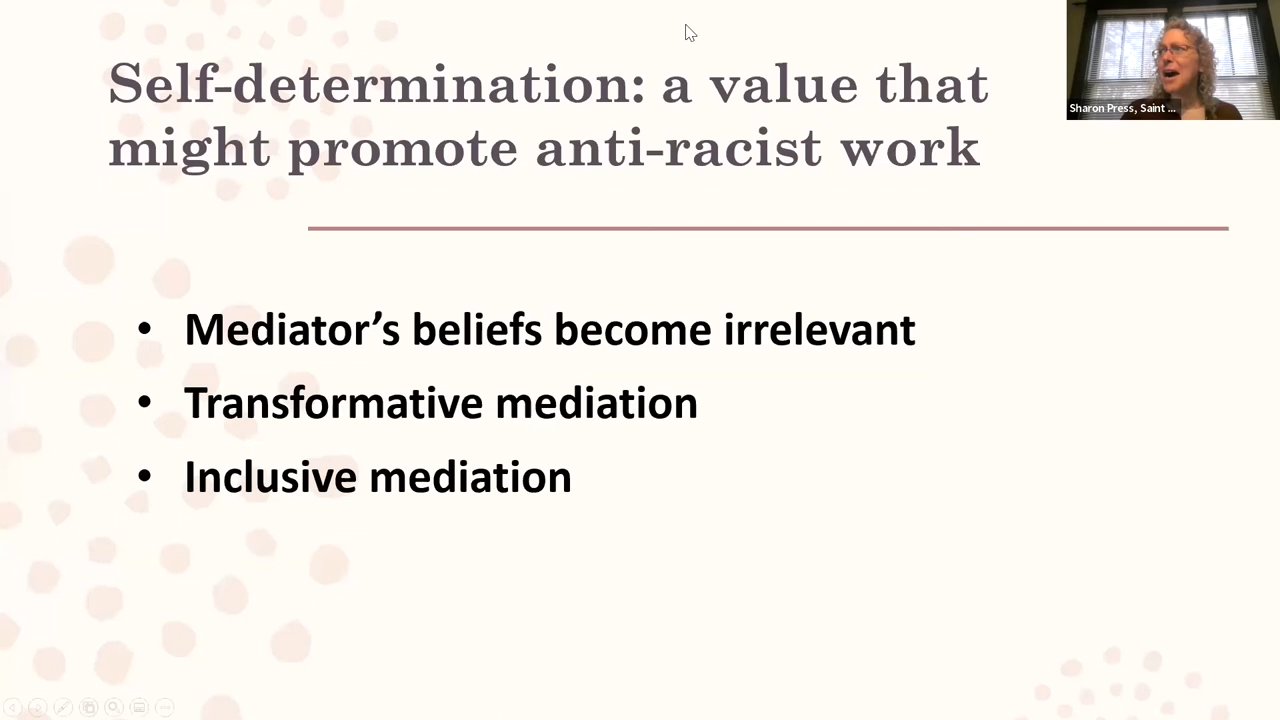 Self-determination: a value that
might promote anti-racist work
Sharon Press, Saint ...
• Mediator’s beliefs become irrelevant
• Transformative mediation
• Inclusive mediation